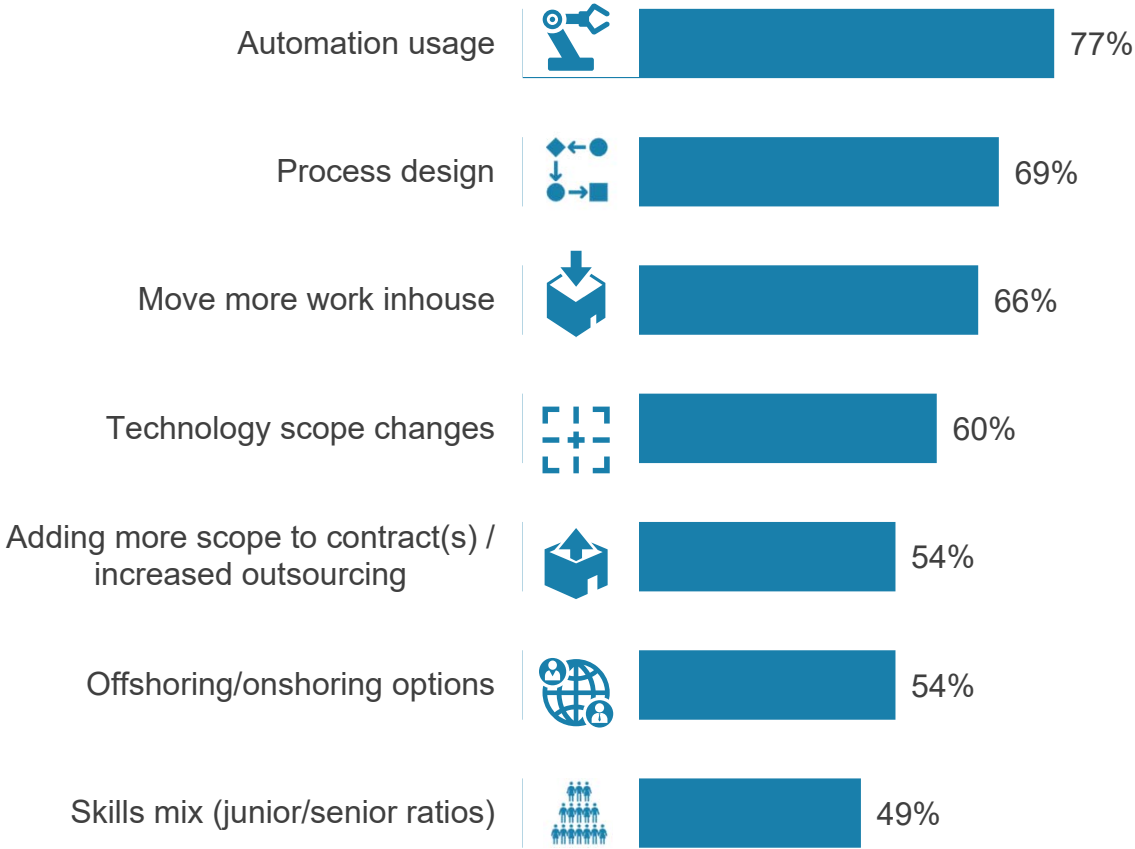 Automation usage
77%
Process design
69%
Move more work inhouse
66%
Technology scope changes
60%
Adding more scope to contract(s) /
increased outsourcing
54%
Offshoring/onshoring options
54%
Skills mix (junior/senior ratios)
49%